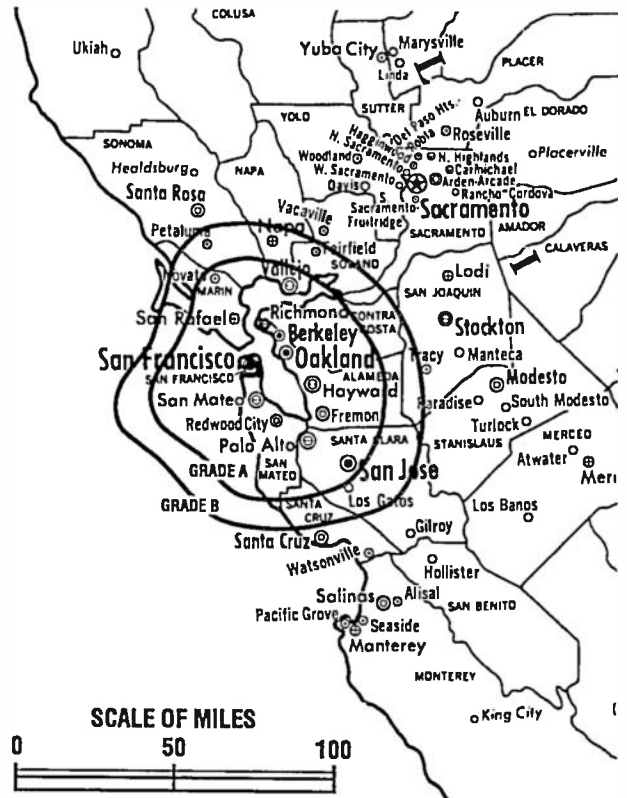 COLUSA
Ukiah
Yuba City
Marysville
Linda
PLACER
SUTTER
YOLO
Auburn
EL DORADO
SONOMA
Del Paso Hts.
Robla
Hagginwood
N. Sacramento
Roseville
NAPA
Healdsburg
Woodland
N. Highlands
Placerville
W. Sacramento
Carmichael
Davis
Arden-Arcade
Rancho-Cordova
Santa Rosa
S.
Sacramento-
Fruitridge
Sacramento
Vacaville
Napa
Petaluma
SACRAMENTO
AMADOR
Fairfield
CALAVERAS
SOLANO
Vallejo
Lodi
Novato
MARIN
SAN JOAQUIN
Richmond
CONTRA
COSTA
San Rafael
Berkeley
Stockton
San Francisco
Oakland
Tracy
Manteca
SAN FRANCISCO
ALAMEDA
Hayward
Modesto
San Mateo
Paradise
South Modesto
Redwood City
Fremon
Turlock
Palo Alto
SANTA CLARA
STANISLAUS
MERCED
GRADE A
SAN
MATEO
San Jose
Atwater
Mer
GRADE B
Los Gatos
SANTA
CRUZ
Los Banos
Santa Cruz
Gilroy
Watsonville
Hollister
Salinas
Alisal
SAN BENITO
Pacific Grove
Seaside
Monterey
MONTEREY
King City
SCALE OF MILES
0 50 100